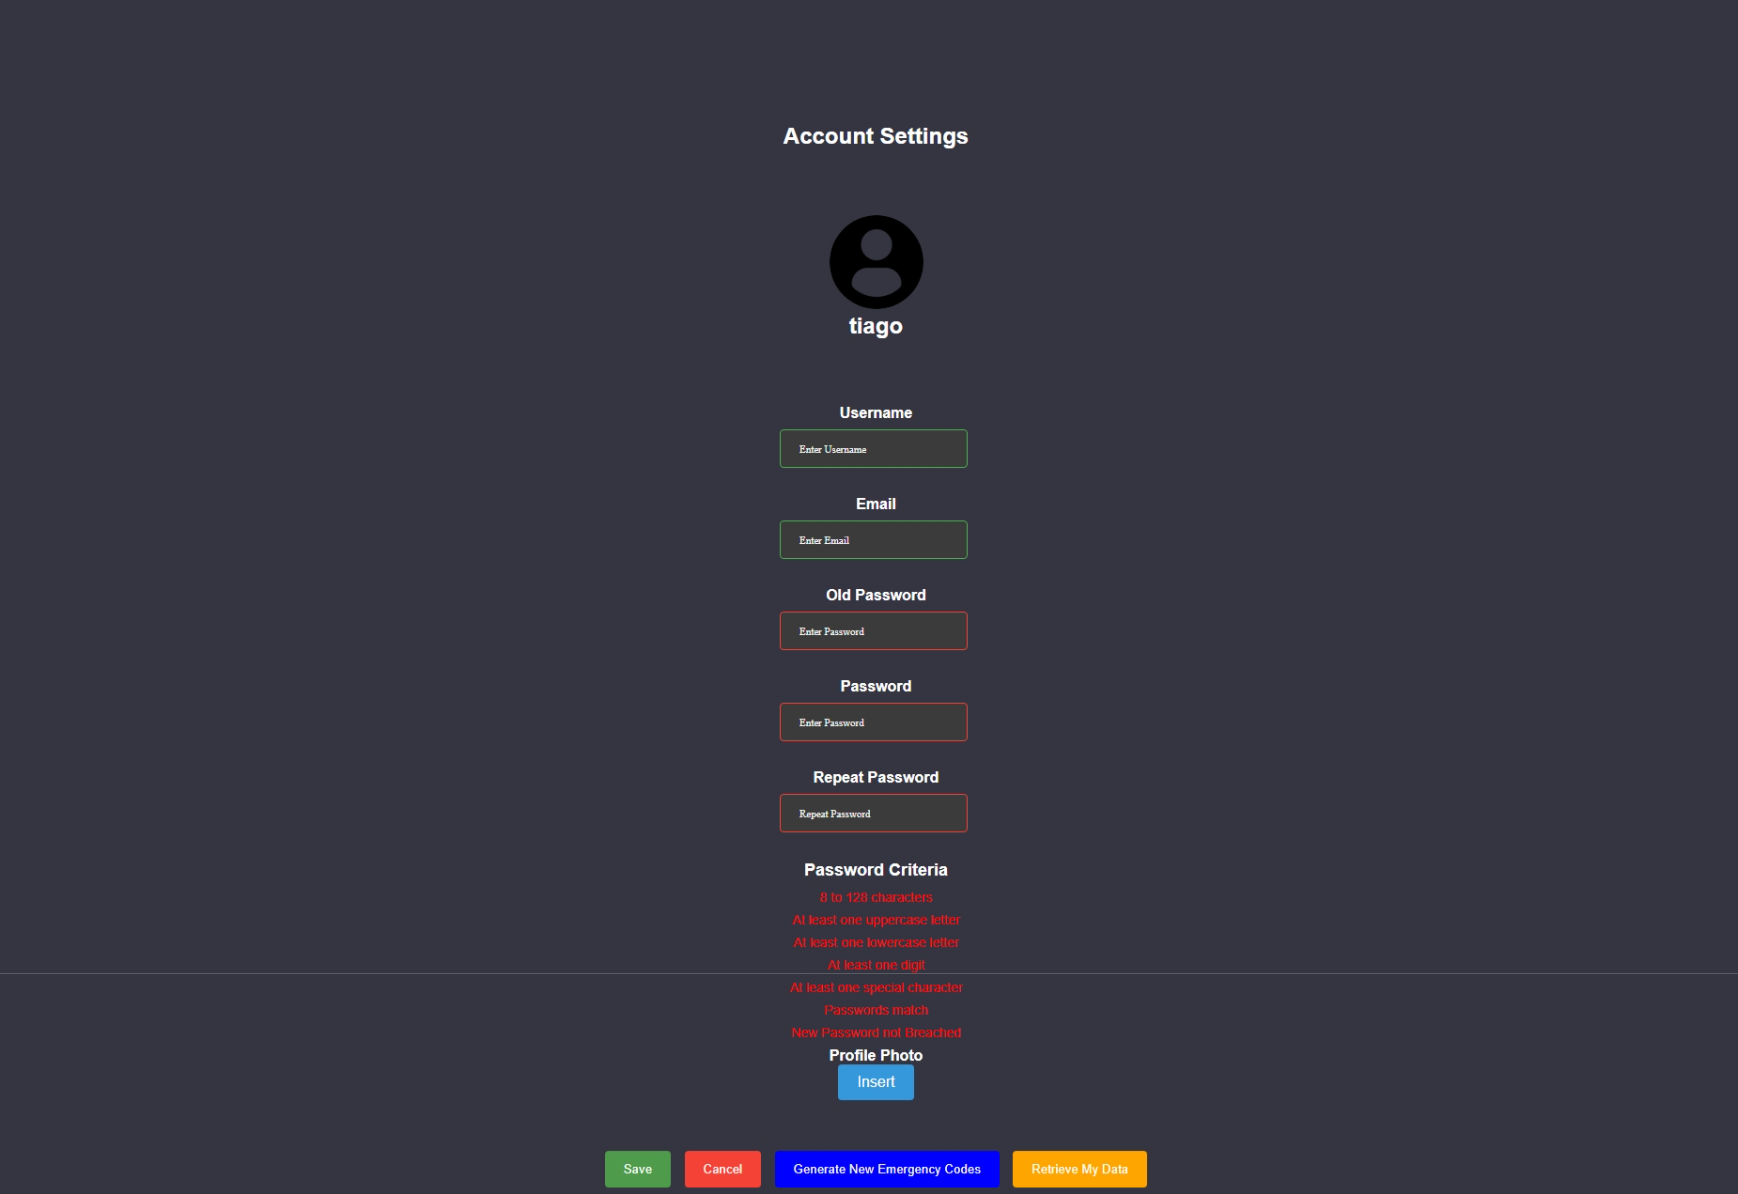 Account Settings
tiago
Username
Enter Username
Email
Enter Email
Old Password
Enter Password
Password
Enter Password
Repeat Password
Repeat Password
Password Criteria
8 to 128 characters
At least one uppercase letter
At least one lowercase letter
At least one digit
At least one special character
Passwords match
New Password not Breached
Profile Photo
Insert
Save Cancel Generate New Emergency Codes Retrieve My Data